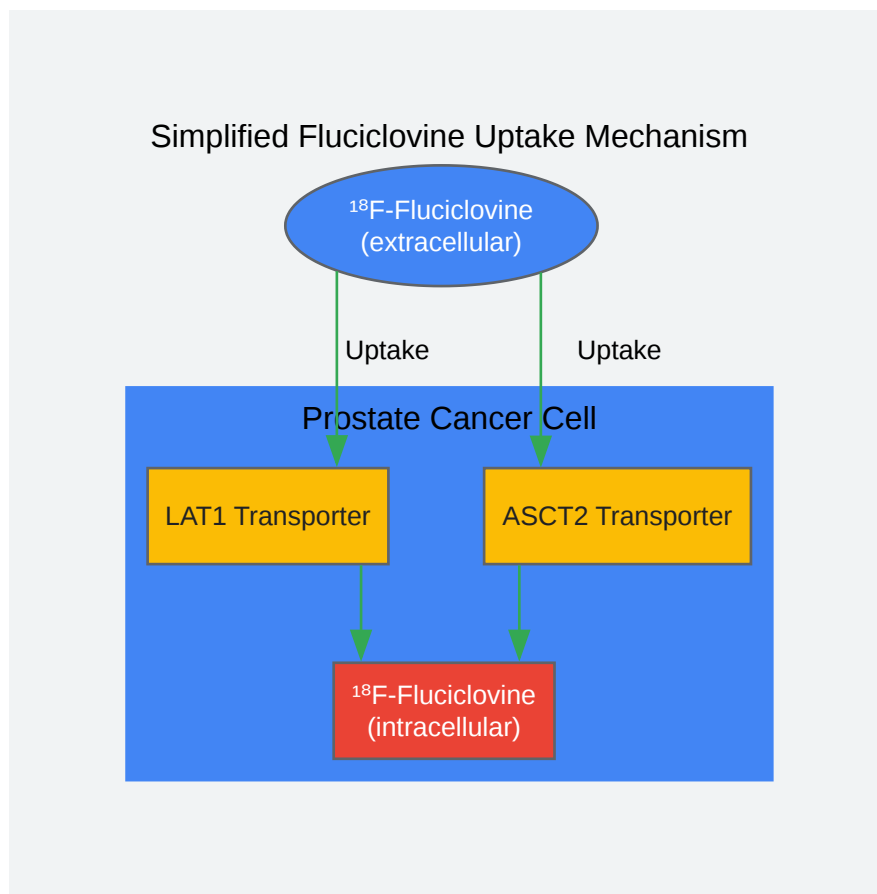 Simplified Fluciclovine Uptake Mechanism
¹⁸F-Fluciclovine
(extracellular)
Uptake
Uptake
Prostate Cancer Cell
LAT1 Transporter
ASCT2 Transporter
¹⁸F-Fluciclovine
(intracellular)